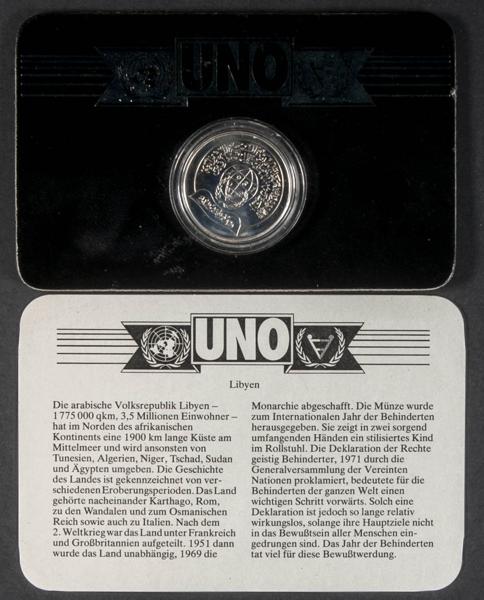 UNO
UNO
Libyen
Die arabische Volksrepublik Libyen –
1 775 000 qkm, 3,5 Millionen Einwohner –
hat im Norden des afrikanischen
Kontinents eine 1900 km lange Küste am
Mittelmeer und wird ansonsten von
Tunesien, Algerien, Niger, Tschad, Sudan
und Ägypten umgeben. Die Geschichte
des Landes ist gekennzeichnet von ver-
schiedenen Eroberungsperioden. Das Land
gehörte nacheinander Karthago, Rom,
zu den Wandalen und zum Osmanischen
Reich sowie auch zu Italien. Nach dem
2. Weltkrieg war das Land unter Frankreich
und Großbritannien aufgeteilt. 1951 dann
wurde das Land unabhängig, 1969 die
Monarchie abgeschafft. Die Münze wurde
zum Internationalen Jahr der Behinderten
herausgegeben. Sie zeigt in zwei sorgend
umfangenden Händen ein stilisiertes Kind
im Rollstuhl. Die Deklaration der Rechte
geistig Behinderter, 1971 durch die
Generalversammlung der Vereinten
Nationen proklamiert, bedeutete für die
Behinderten der ganzen Welt einen
wichtigen Schritt vorwärts. Solch eine
Deklaration ist jedoch so lange relativ
wirkungslos, solange ihre Hauptziele nicht
in das Bewußtsein aller Menschen ein-
gedrungen sind. Das Jahr der Behinderten
tat viel für diese Bewußtwerdung.